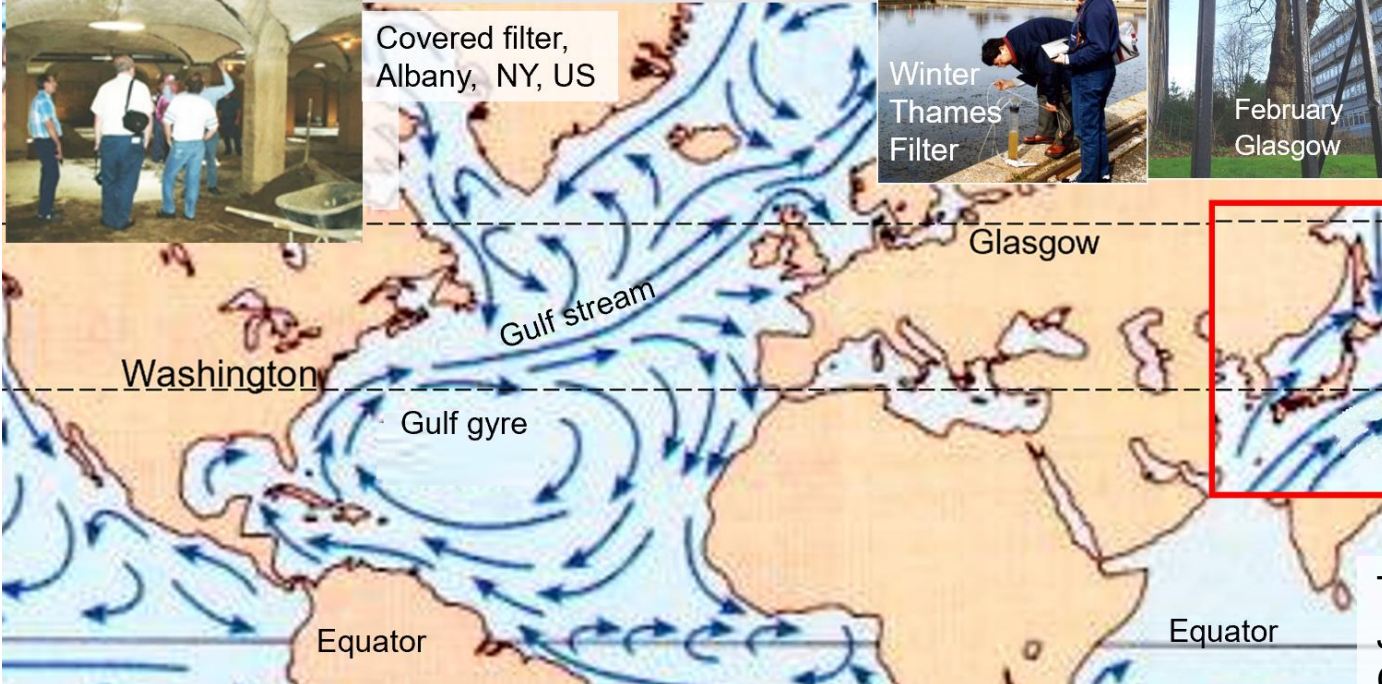 Covered filter,
Albany, NY, US
Winter
Thames
Filter
February
Glasgow
Glasgow
Gulf stream
Washington
Gulf gyre
Equator
Equator